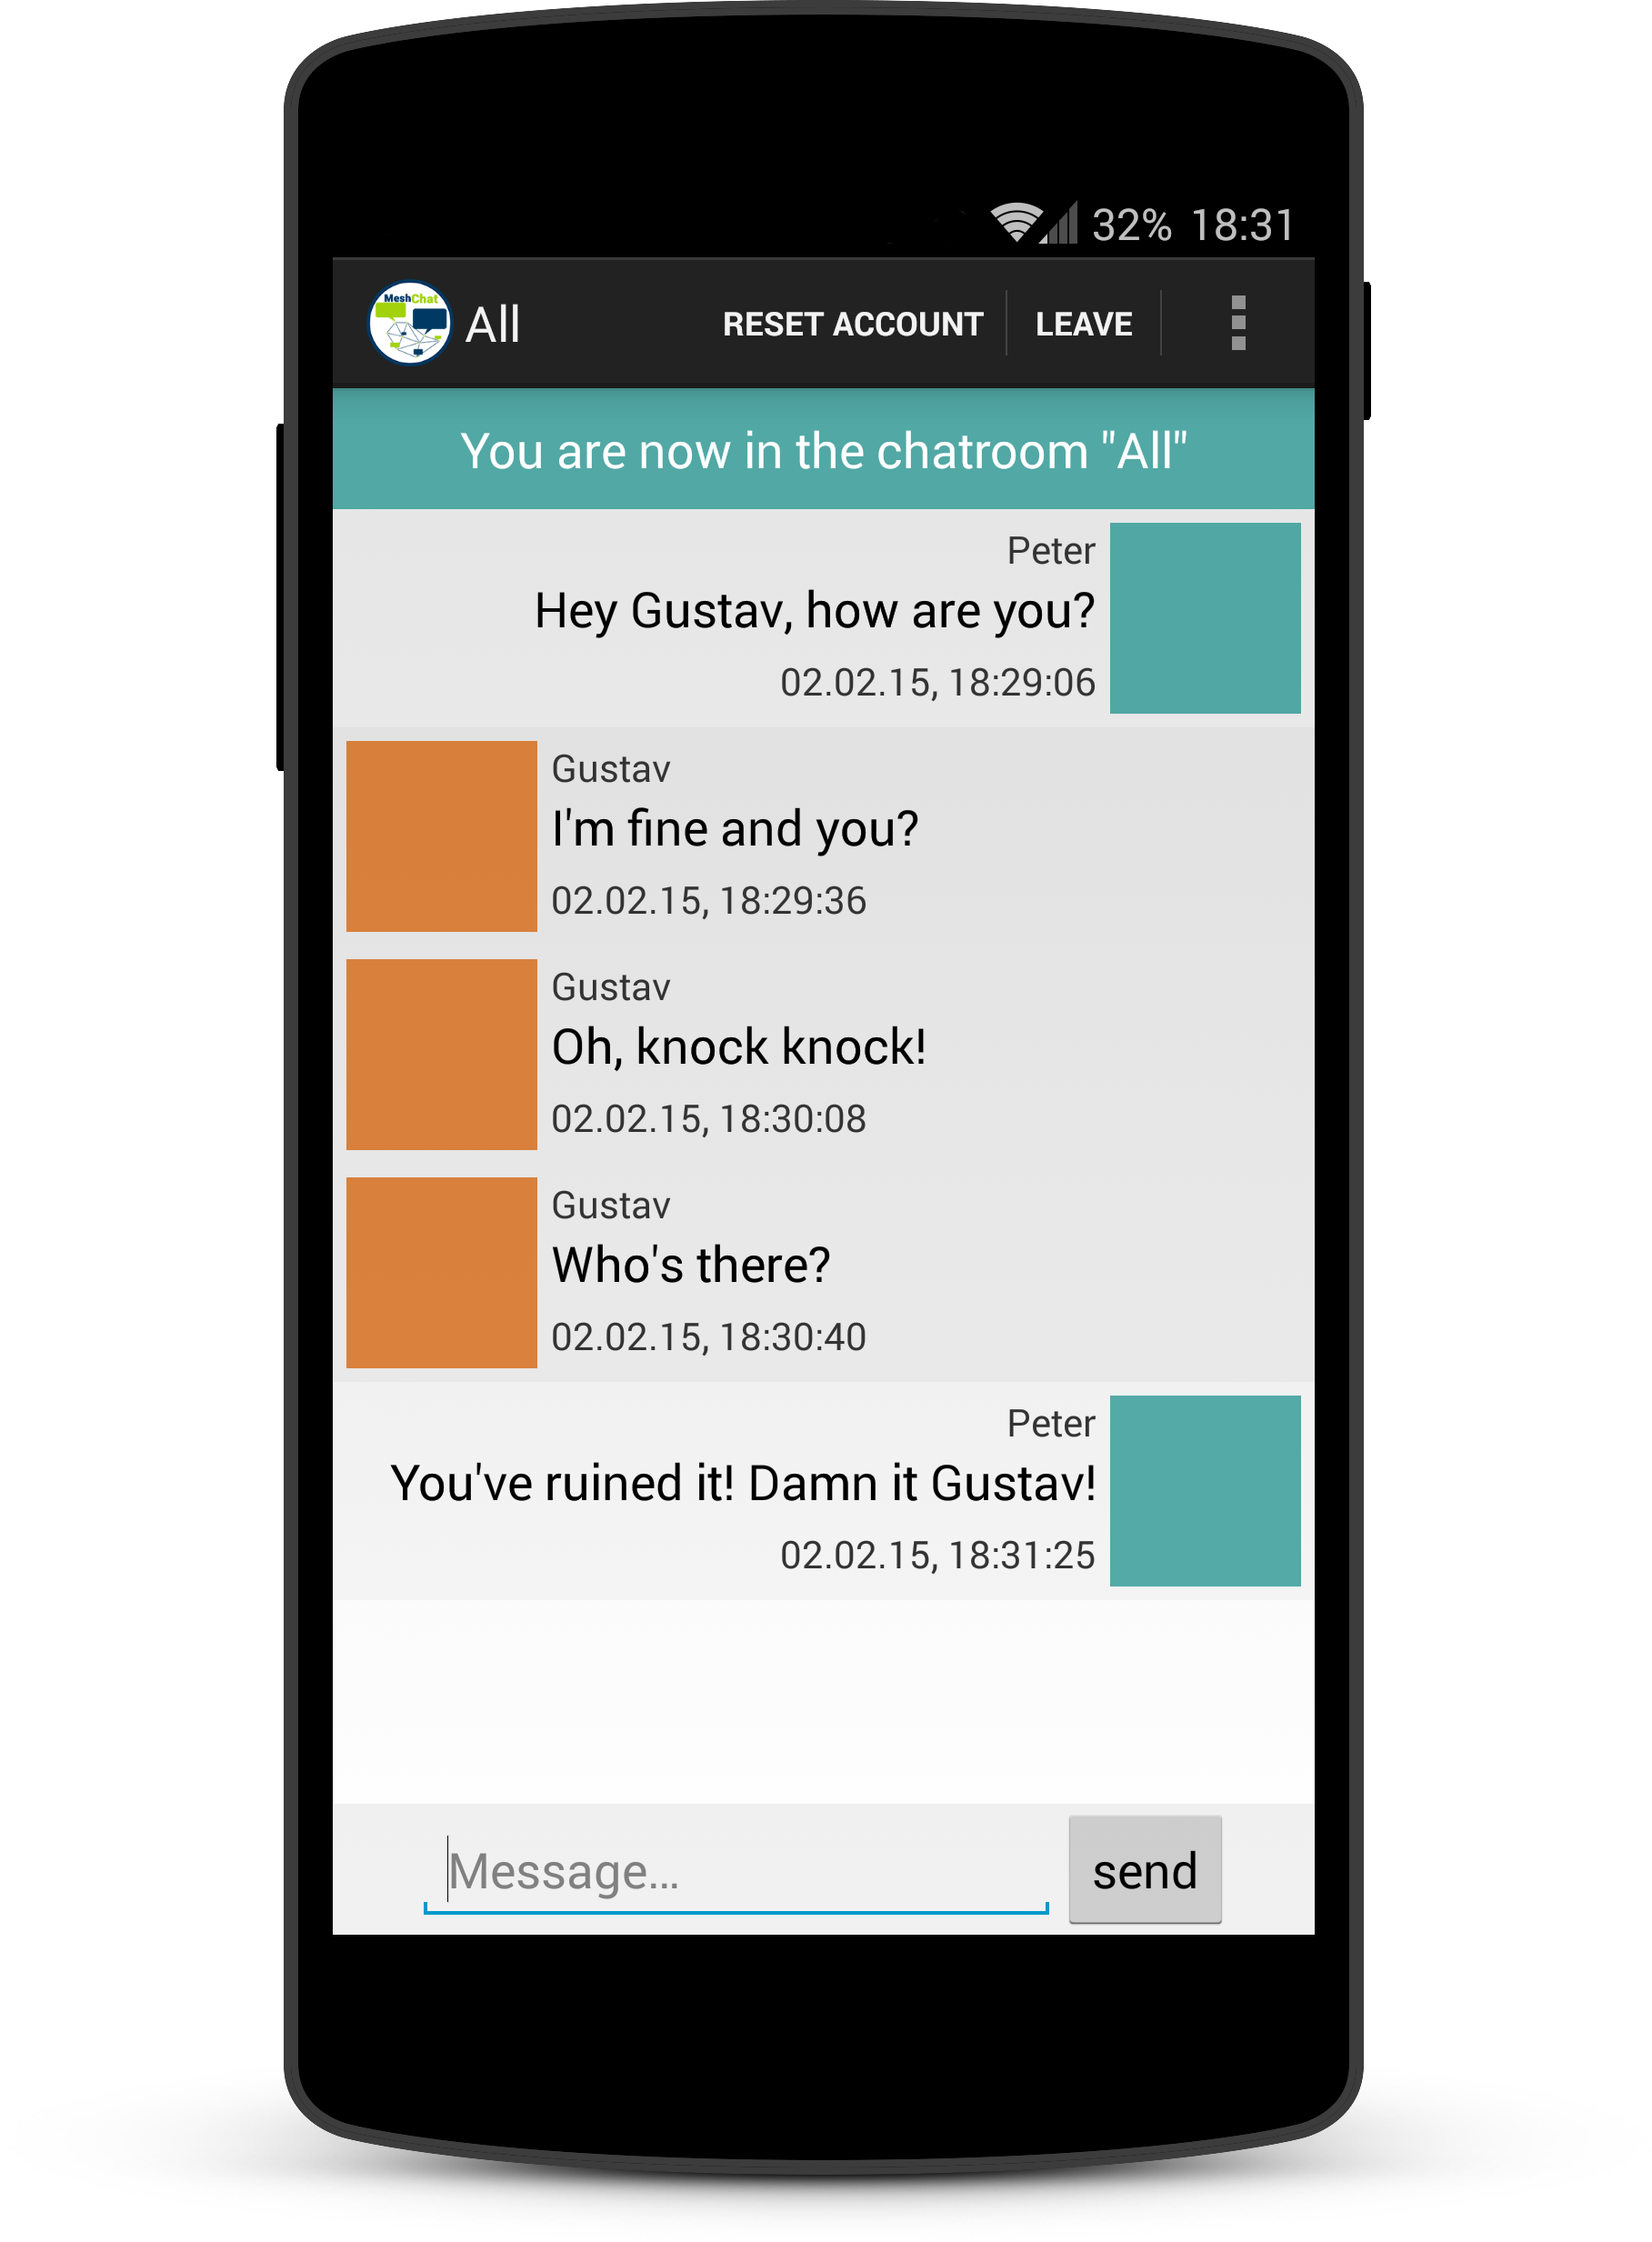 32% 18:31
MeshChat
All RESET ACCOUNT LEAVE
You are now in the chatroom "All"
Peter
Hey Gustav, how are you?
02.02.15, 18:29:06
Gustav
I'm fine and you?
02.02.15, 18:29:36
Gustav
Oh, knock knock!
02.02.15, 18:30:08
Gustav
Who's there?
02.02.15, 18:30:40
Peter
You've ruined it! Damn it Gustav!
02.02.15, 18:31:25
Message...
send